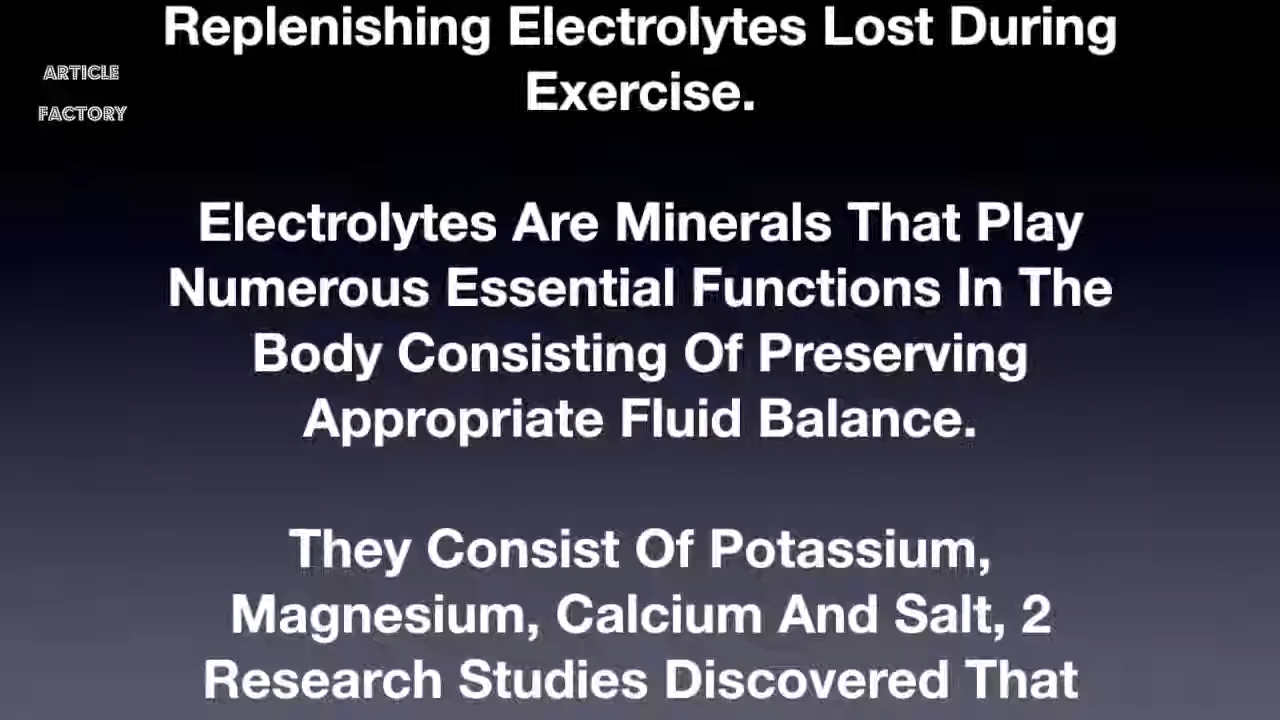 Replenishing Electrolytes Lost During
Exercise.
ARTICLE
FACTORY
Electrolytes Are Minerals That Play
Numerous Essential Functions In The
Body Consisting Of Preserving
Appropriate Fluid Balance.
They Consist Of Potassium,
Magnesium, Calcium And Salt, 2
Research Studies Discovered That